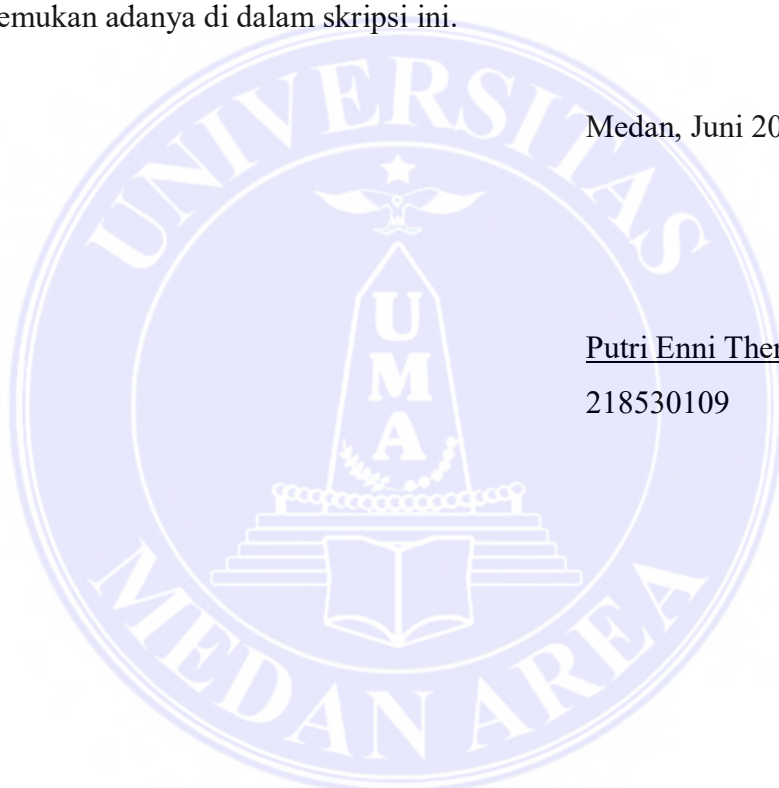 emukan adanya di dalam skripsi ini.
UNIVERSITAS
Medan, Juni 20
U
M
A
Putri Enni Ther
218530109
MEDAN AREA